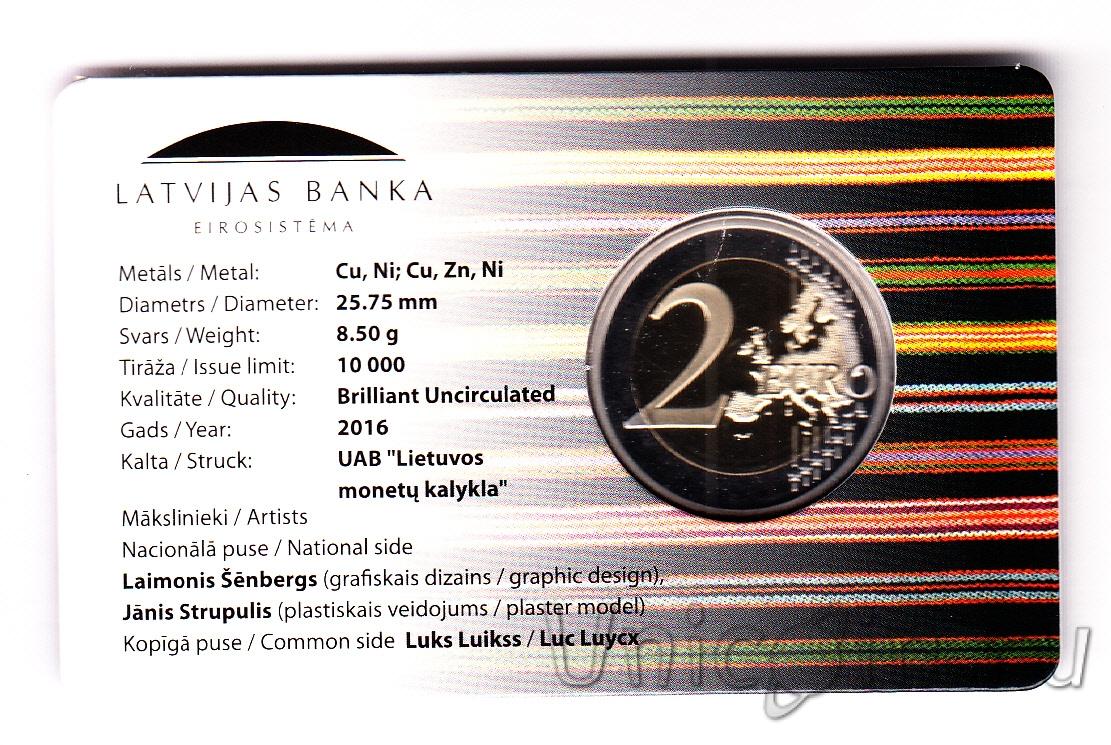 LATVIJAS BANKA
EIROSISTĒMA
Metāls / Metal: Cu, Ni; Cu, Zn, Ni
Diametrs / Diameter: 25.75 mm
Svars / Weight: 8.50 g
Tirāža / Issue limit: 10 000
Kvalitāte / Quality: Brilliant Uncirculated
Gads / Year: 2016
Kalta / Struck: UAB "Lietuvos
monetų kalykla"
Mākslinieki / Artists
Nacionālā puse / National side
Laimonis Šēnbergs (grafiskais dizains / graphic design),
Jānis Strupulis (plastiskais veidojums / plaster model)
Kopīgā puse / Common side Luks Luikss / Luc Luycx
2 EURO